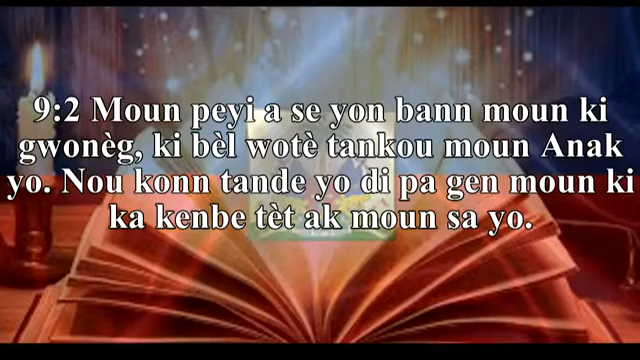 9:2 Moun peyi a se yon bann moun ki
gwonèg, ki bèl wotè tankou moun Anak
yo. Nou konn tande yo di pa gen moun ki
ka kenbe tèt ak moun sa yo.